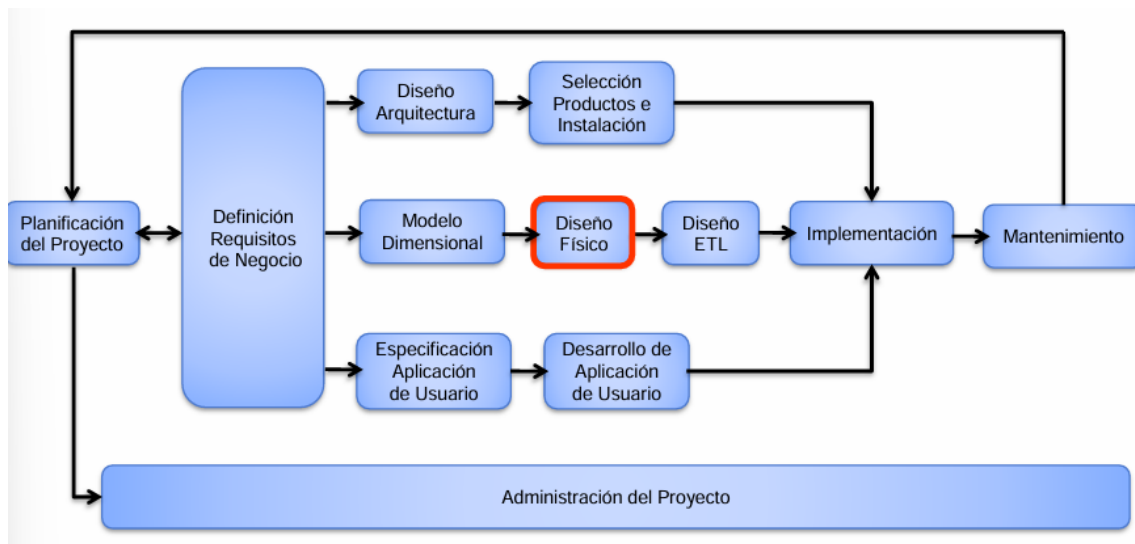 Planificación
del Proyecto
Definición
Requisitos
de Negocio
Diseño
Arquitectura
Selección
Productos e
Instalación
Modelo
Dimensional
Diseño
Físico
Diseño
ETL
Implementación
Mantenimiento
Especificación
Aplicación
de Usuario
Desarrollo de
Aplicación
de Usuario
Administración del Proyecto